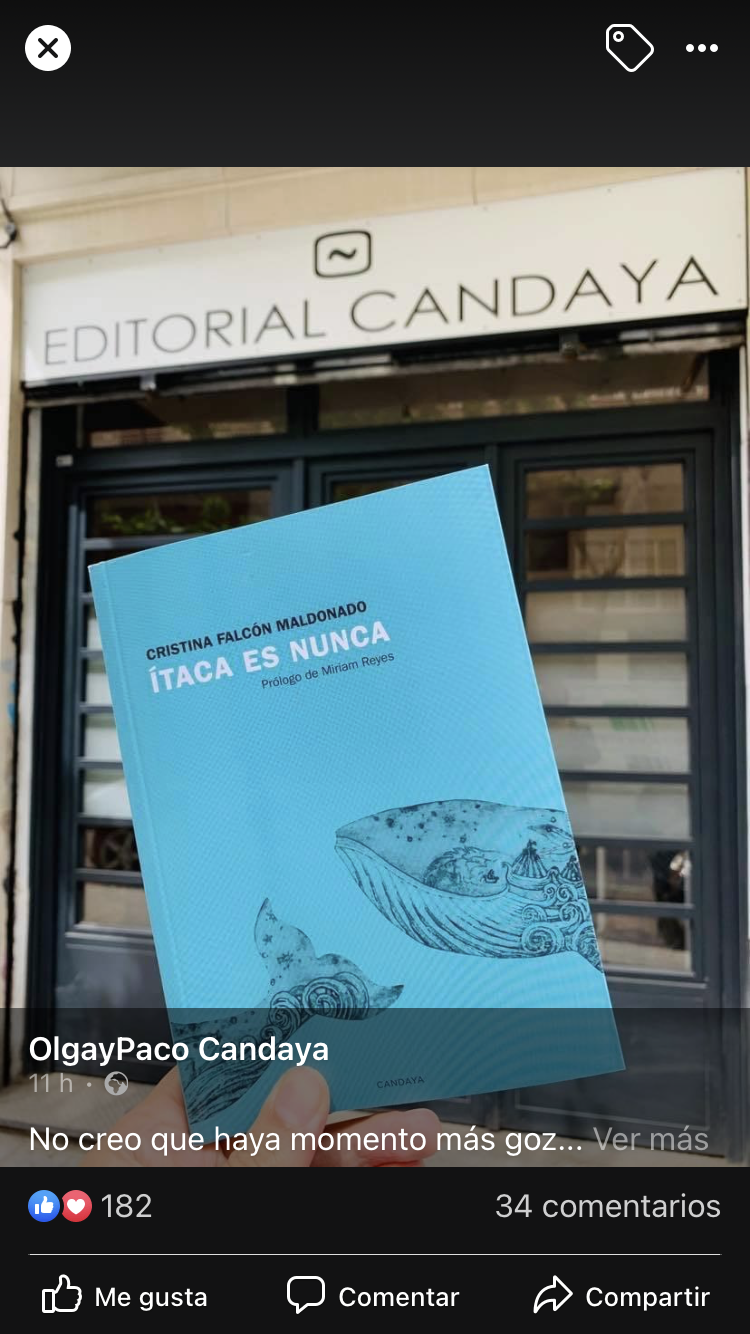 ~
EDITORIAL CANDAYA
CRISTINA FALCÓN MALDONADO
ÍTACA ES NUNCA
Prólogo de Miriam Reyes
CANDAYA
OlgayPaco Candaya
11 h ·
No creo que haya momento más goz... Ver más
182
34 comentarios
Me gusta
Comentar
Compartir